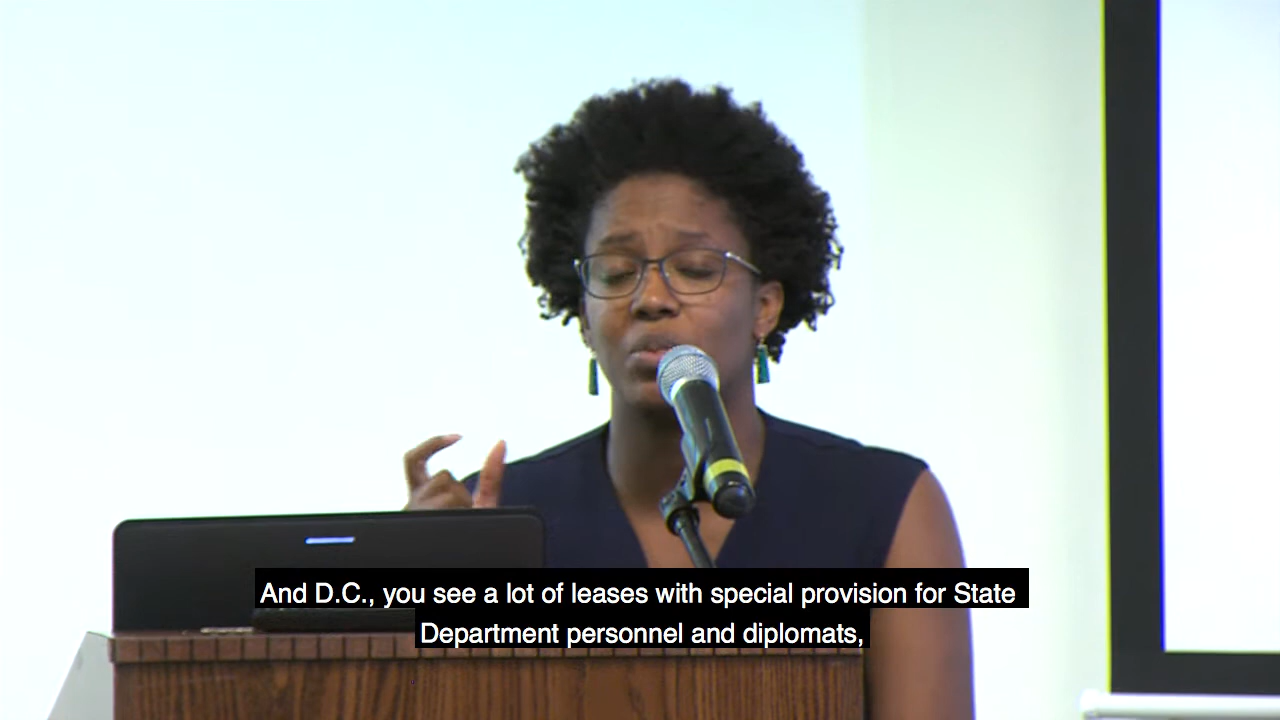 And D.C., you see a lot of leases with special provision for State
Department personnel and diplomats,